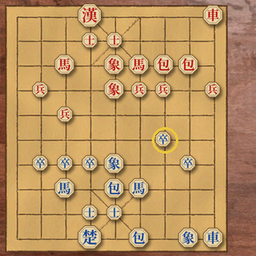 漢 車
士 士
馬 象 馬 包 包
兵 象 兵 兵 兵
兵
卒
卒 卒 卒 象 卒
馬 包 馬
士 士
楚 包 象 車